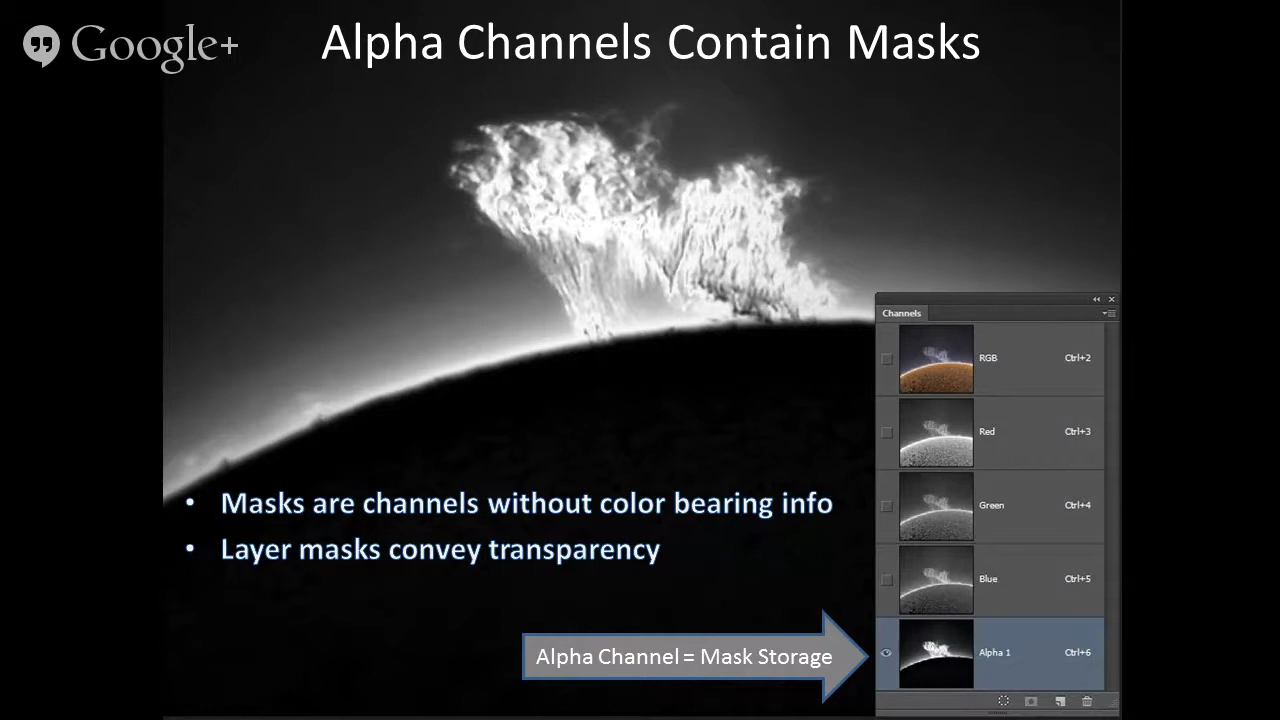 Google+
Alpha Channels Contain Masks
Channels
RGB Ctrl+2
Red Ctrl+3
Green Ctrl+4
Blue Ctrl+5
Alpha 1 Ctrl+6
• Masks are channels without color bearing info
• Layer masks convey transparency
Alpha Channel = Mask Storage